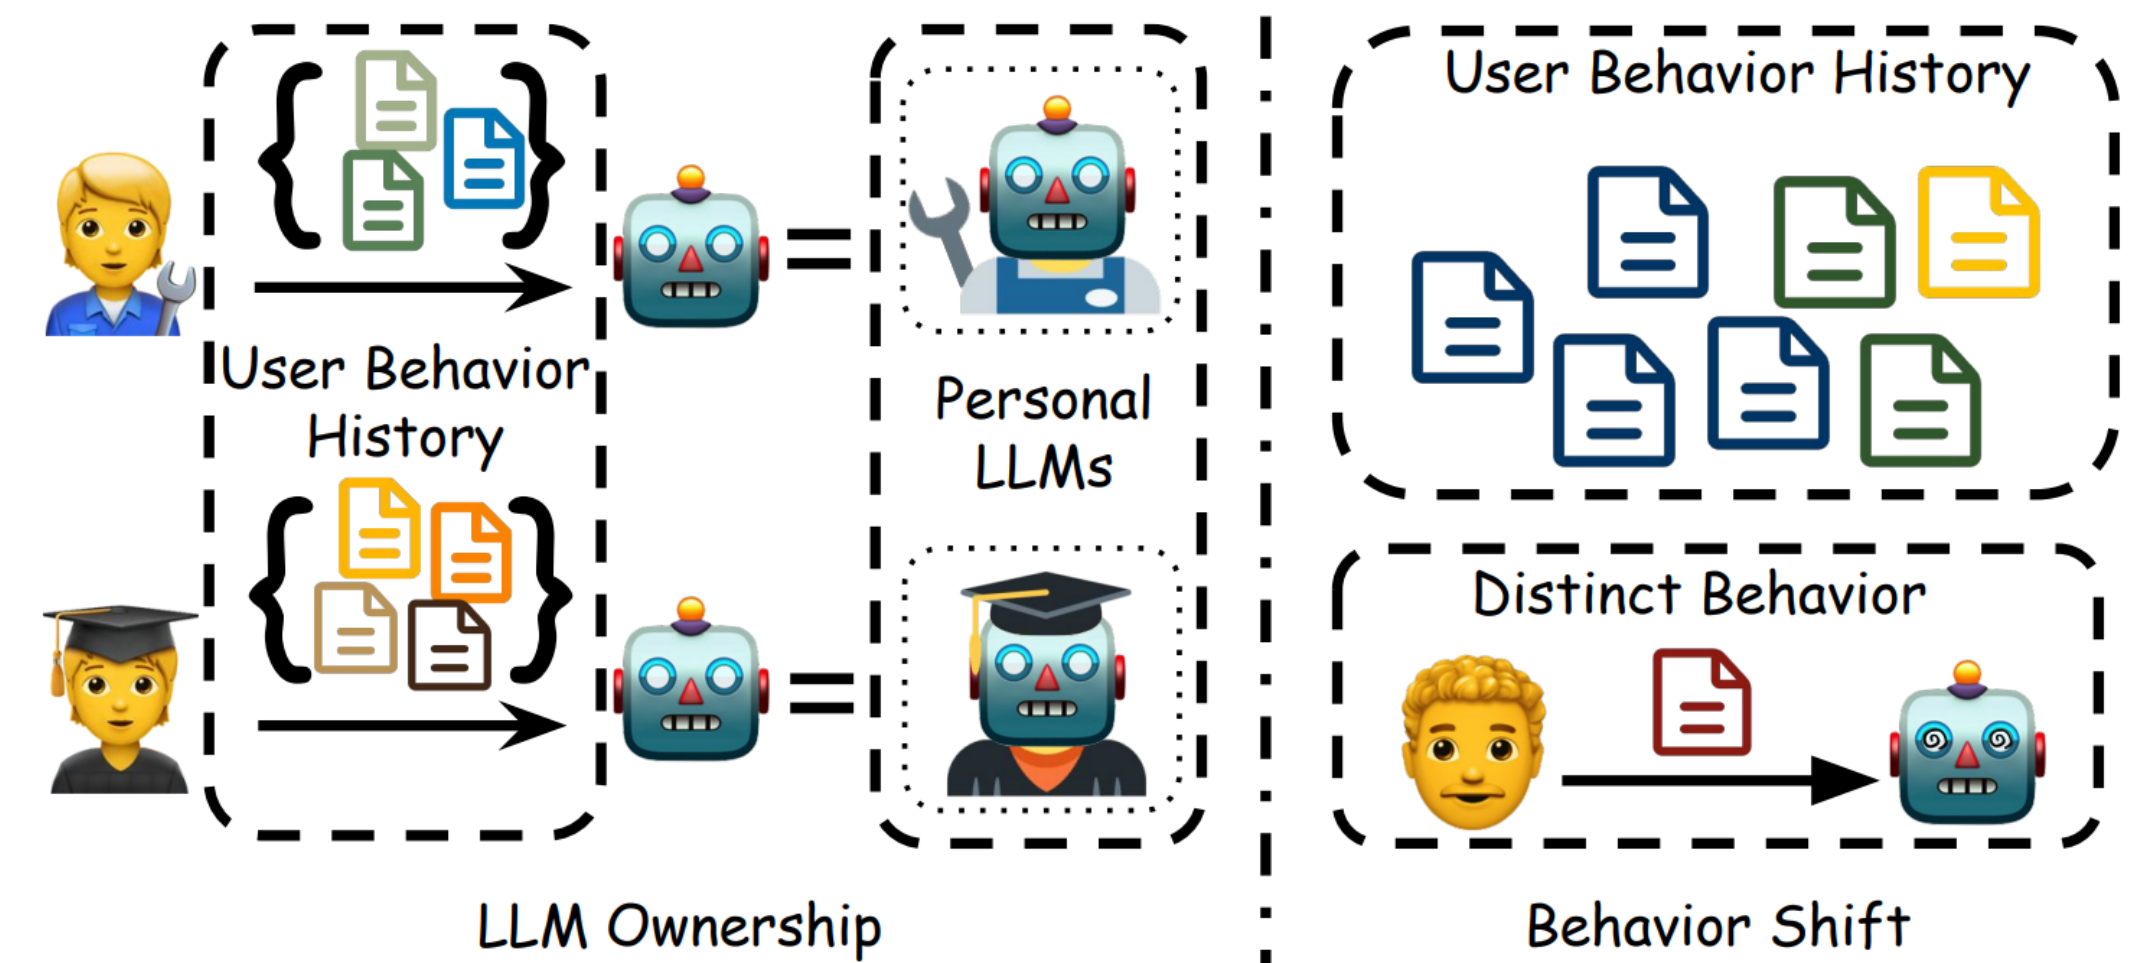 User Behavior
History
Personal
LLMs
LLM Ownership
User Behavior History
Distinct Behavior
Behavior Shift